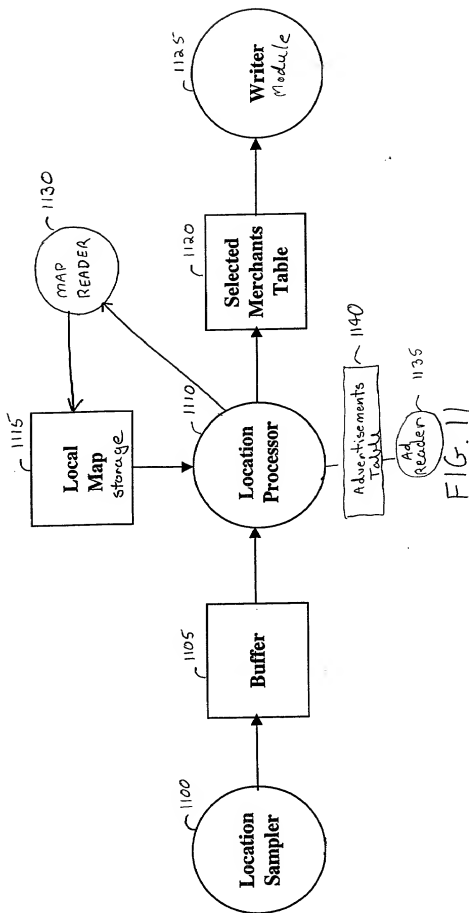 1125
Writer
Module
1130
MAP
READER
1120
Selected
Merchants
Table
1115
Local
Map
Storage
1110
Location
Processor
1140
Advertisements
Table
1135
Ad
Reader
1105
Buffer
1100
Location
Sampler
FIG. 11